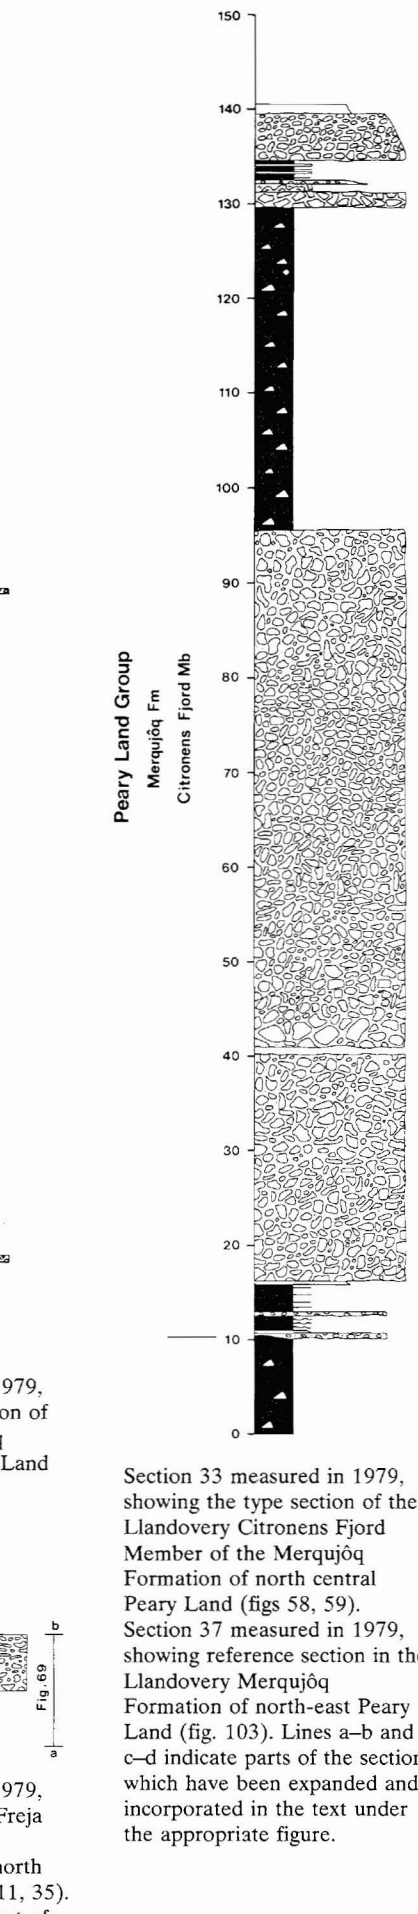 150
140
130
120
110
100
90
80
70
60
50
40
30
20
10
0
Peary Land Group
Merqujôq Fm
Citronens Fjord Mb
979,
on of
Land
Section 33 measured in 1979,
showing the type section of the
Llandovery Citronens Fjord
Member of the Merqujôq
Formation of north central
Peary Land (figs 58, 59).
Section 37 measured in 1979,
showing reference section in the
Llandovery Merqujôq
Formation of north-east Peary
Land (fig. 103). Lines a–b and
c–d indicate parts of the section
which have been expanded and
incorporated in the text under
the appropriate figure.
b
Fig. 69
a
979,
Freja
north
11, 35).